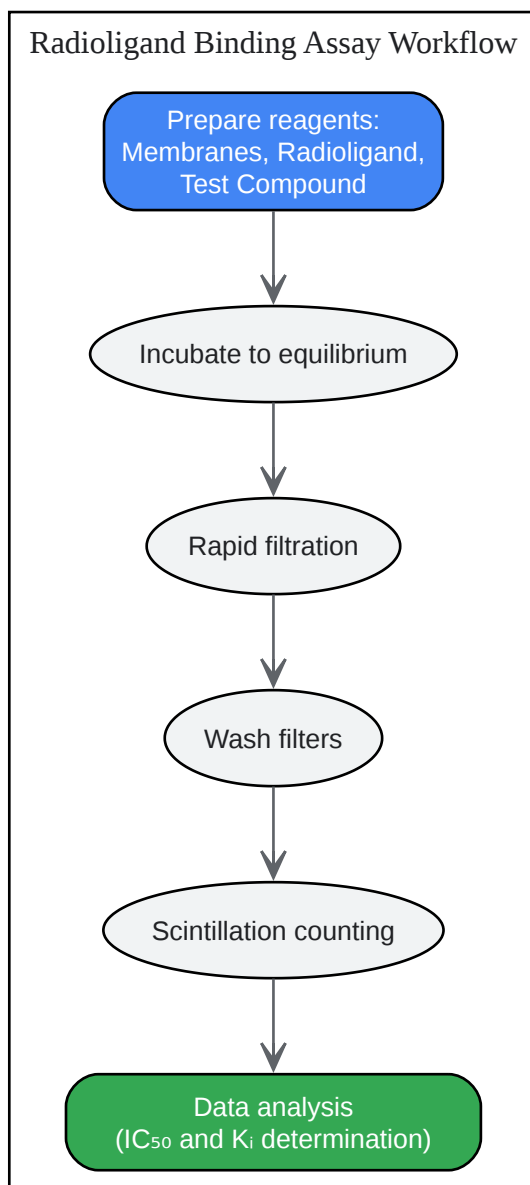 Radioligand Binding Assay Workflow
Prepare reagents:
Membranes, Radioligand,
Test Compound
Incubate to equilibrium
Rapid filtration
Wash filters
Scintillation counting
Data analysis
(IC₅₀ and Kᵢ determination)